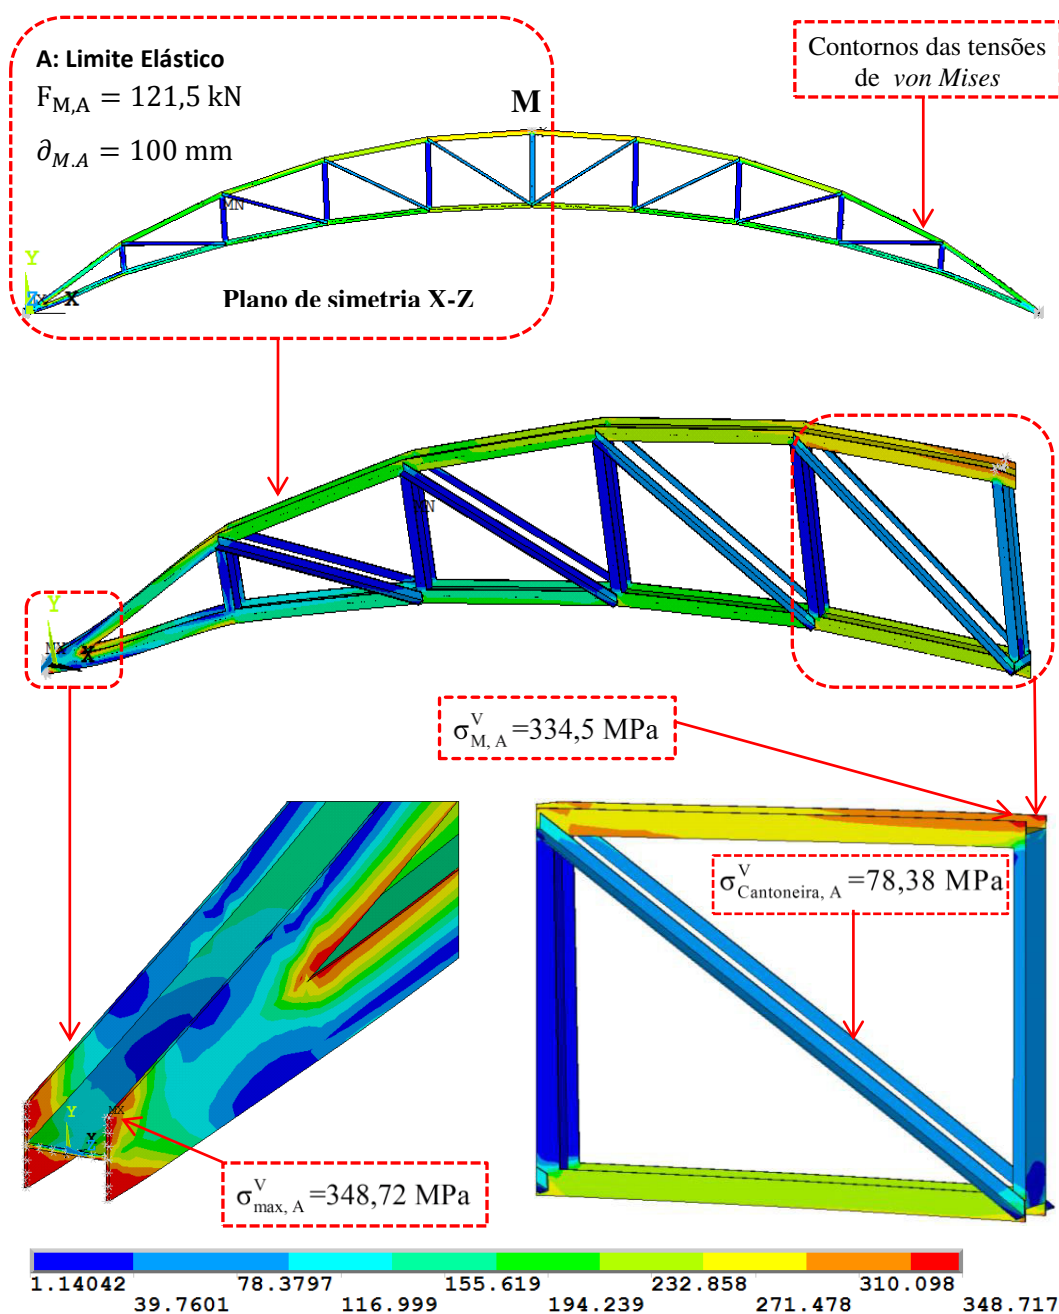 A: Limite Elástico
F_M,A = 121,5 kN
∂_M.A = 100 mm
M
Contornos das tensões
de von Mises
MN
Y
Z X
Plano de simetria X-Z
MN
Y
MX
X
σ^V_M, A =334,5 MPa
σ^V_Cantoneira, A =78,38 MPa
MX
Y
X
σ^V_max, A =348,72 MPa
1.14042 78.3797 155.619 232.858 310.098
39.7601 116.999 194.239 271.478 348.717